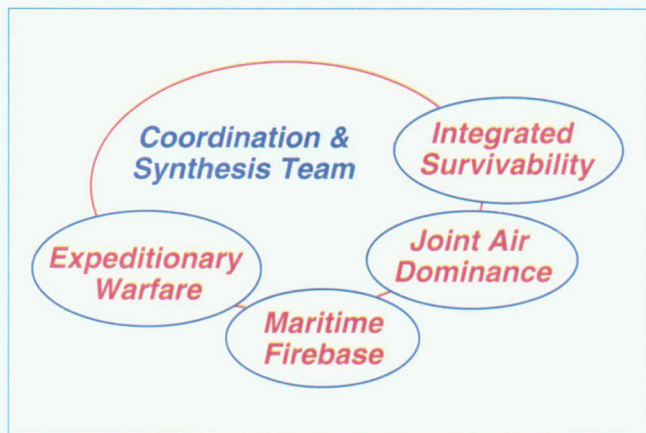 Coordination &
Synthesis Team
Integrated
Survivability
Joint Air
Dominance
Maritime
Firebase
Expeditionary
Warfare